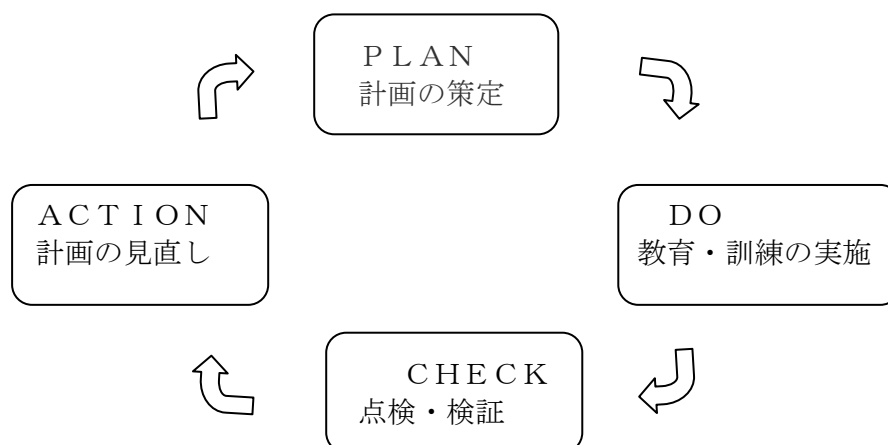 ＰＬＡＮ
計画の策定
ＡＣＴＩＯＮ
計画の見直し
ＤＯ
教育・訓練の実施
ＣＨＥＣＫ
点検・検証